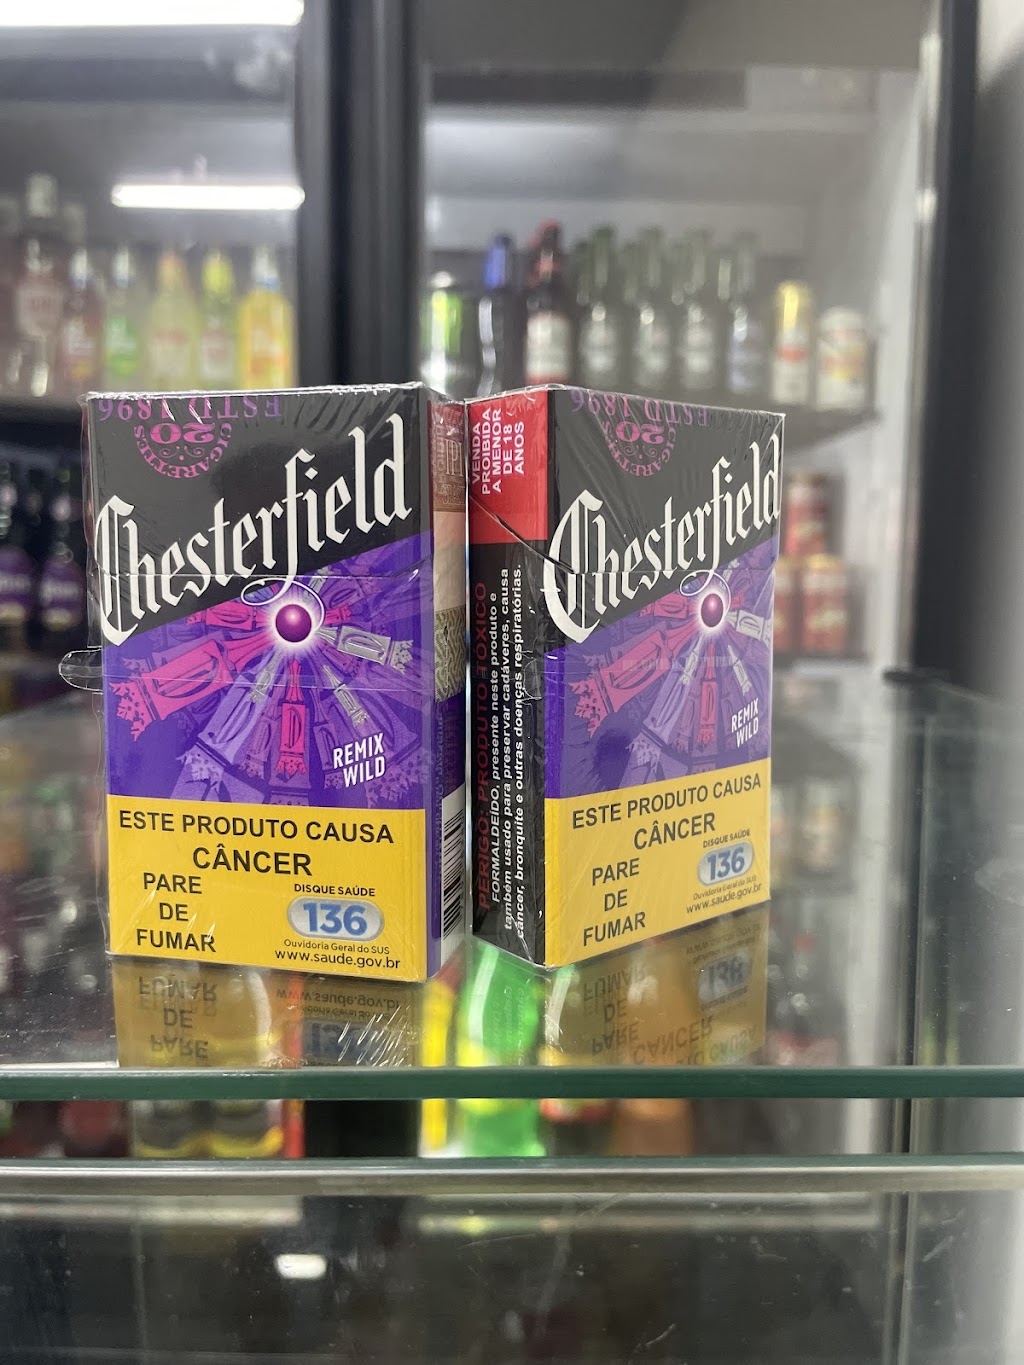 ESTD 1896
20
CIGARETTES
Chesterfield
REMIX
WILD
ESTE PRODUTO CAUSA
CÂNCER
PARE
DE
FUMAR
DISQUE SAÚDE
136
Ouvidoria Geral do SUS
www.saude.gov.br
VENDA
PROIBIDA
A MENOR
DE 18
ANOS
PERIGO: PRODUTO TÓXICO
FORMALDEÍDO, presente neste produto e
também usado para preservar cadáveres, causa
câncer, bronquite e outras doenças respiratórias.
ESTD 1896
20
CIGARETTES
Chesterfield
REMIX
WILD
ESTE PRODUTO CAUSA
CÂNCER
PARE
DE
FUMAR
DISQUE SAÚDE
136
Ouvidoria Geral do SUS
www.saude.gov.br